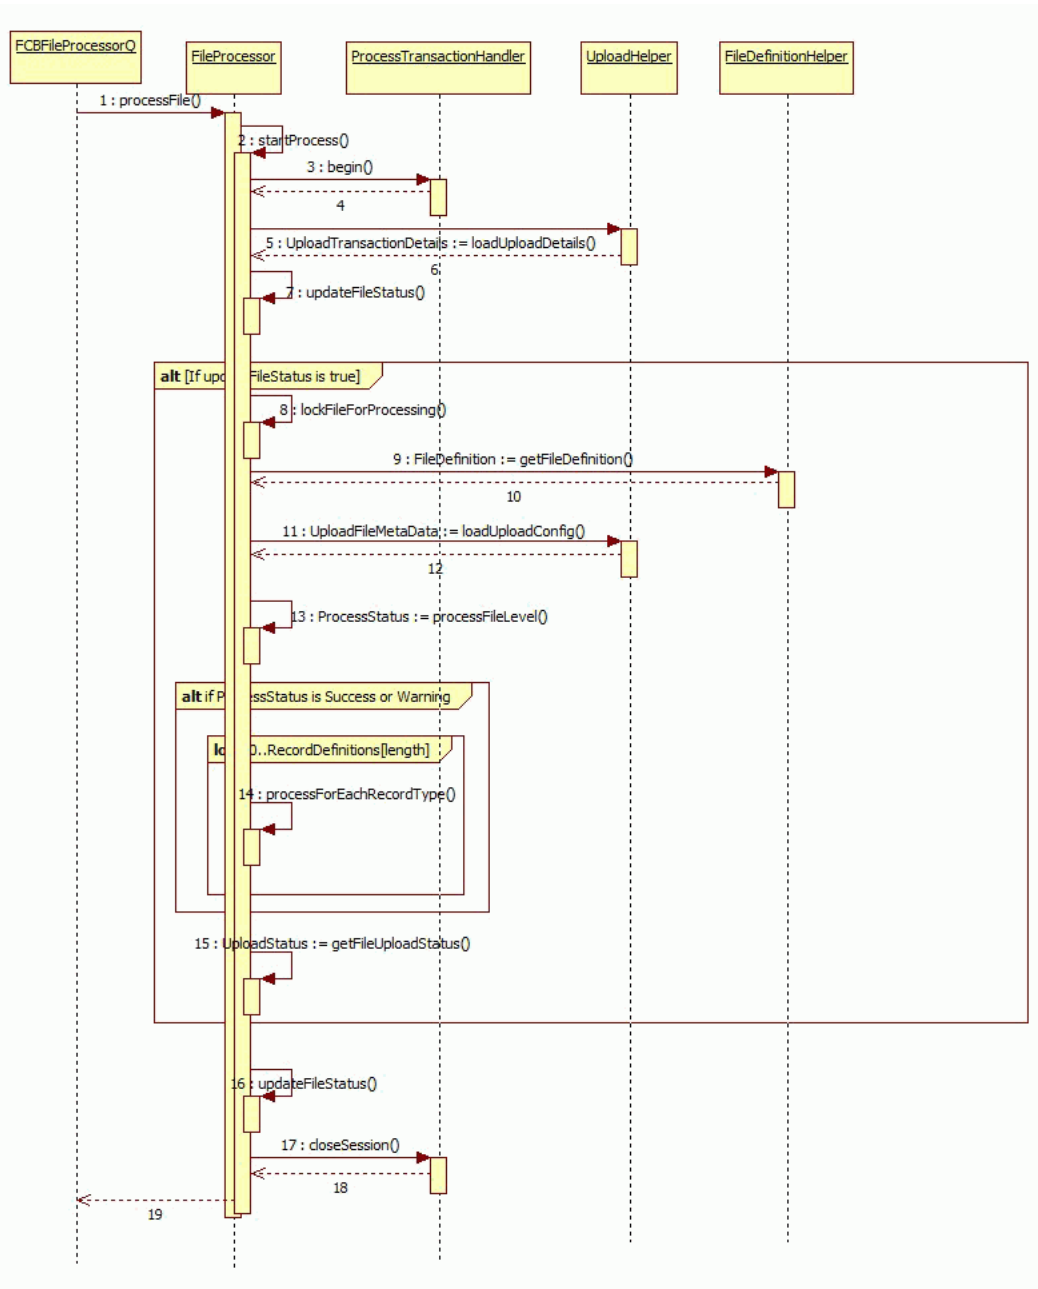 FCBFileProcessorQ
FileProcessor
ProcessTransactionHandler
UploadHelper
FileDefinitionHelper
1 : processFile()
2 : startProcess()
3 : begin()
4
5 : UploadTransactionDetails := loadUploadDetails()
6
7 : updateFileStatus()
alt [If upd FileStatus is true]
8 : lockFileForProcessing()
9 : FileDefinition := getFileDefinition()
10
11 : UploadFileMetaData := loadUploadConfig()
12
13 : ProcessStatus := processFileLevel()
alt if P ssStatus is Success or Warning
lo 0..RecordDefinitions[length]
14 : processForEachRecordType()
15 : UploadStatus := getFileUploadStatus()
16 : updateFileStatus()
17 : closeSession()
18
19